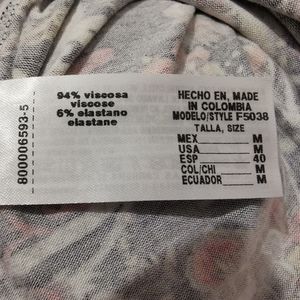 8000006593-5
94% viscosa
viscose
6% elastano
elastane
HECHO EN, MADE
IN COLOMBIA
MODELO/STYLE F5038
TALLA, SIZE
MEX M
USA M
ESP 40
COL/CHI M
ECUADOR M